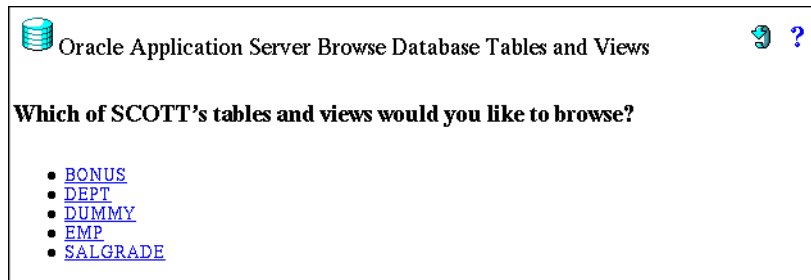 Oracle Application Server Browse Database Tables and Views
?
Which of SCOTT's tables and views would you like to browse?
BONUS
DEPT
DUMMY
EMP
SALGRADE